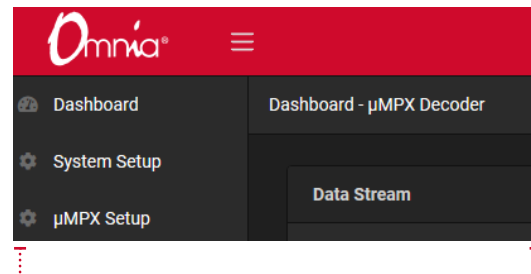 Omnia®
Dashboard
Dashboard - µMPX Decoder
System Setup
Data Stream
µMPX Setup